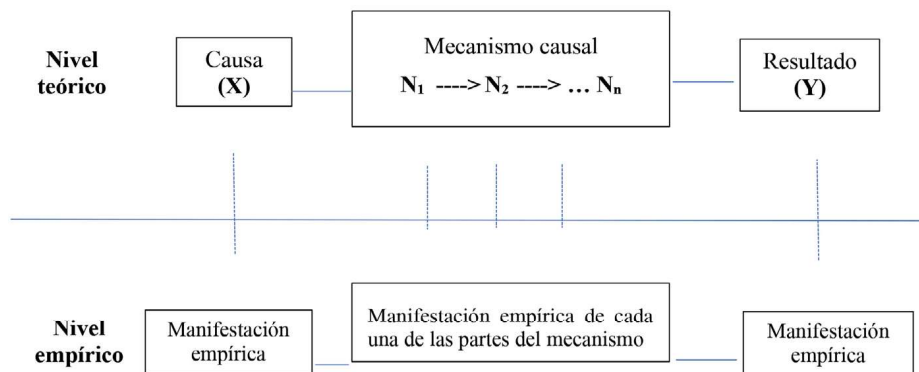 Nivel
teórico
Causa
(X)
Mecanismo causal
N₁ ----> N₂ ----> ... Nₙ
Resultado
(Y)
Nivel
empírico
Manifestación
empírica
Manifestación empírica de cada
una de las partes del mecanismo
Manifestación
empírica